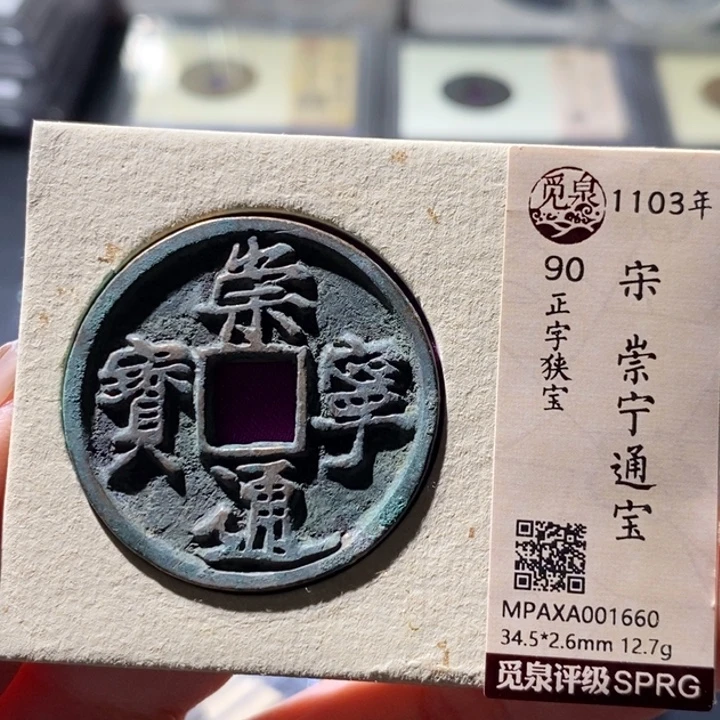 崇
寧
通
寶
觅泉
1103年
90
正字狭宝
宋 崇宁通宝
MPAXA001660
34.5*2.6mm 12.7g
觅泉评级SPRG